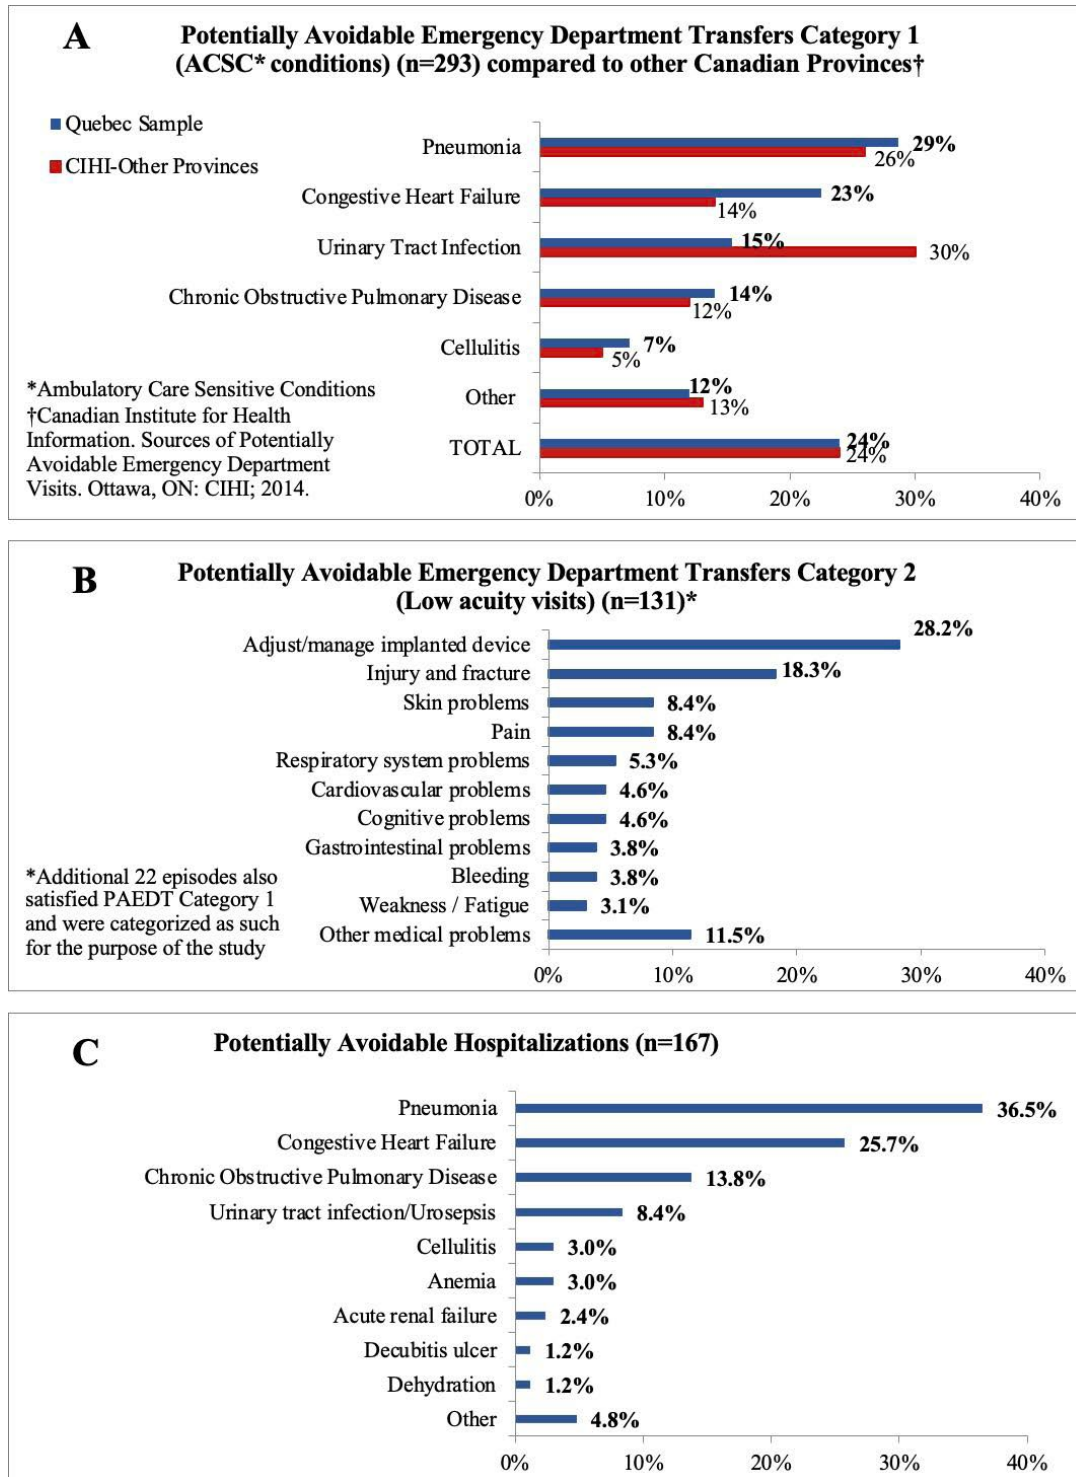 A
Potentially Avoidable Emergency Department Transfers Category 1
(ACSC* conditions) (n=293) compared to other Canadian Provinces†
Quebec Sample
CIHI-Other Provinces
Pneumonia
29%
26%
Congestive Heart Failure
23%
14%
Urinary Tract Infection
15%
30%
Chronic Obstructive Pulmonary Disease
14%
12%
Cellulitis
7%
5%
Other
12%
13%
TOTAL
24%
24%
0% 10% 20% 30% 40%
*Ambulatory Care Sensitive Conditions
†Canadian Institute for Health
Information. Sources of Potentially
Avoidable Emergency Department
Visits. Ottawa, ON: CIHI; 2014.
B
Potentially Avoidable Emergency Department Transfers Category 2
(Low acuity visits) (n=131)*
Adjust/manage implanted device 28.2%
Injury and fracture 18.3%
Skin problems 8.4%
Pain 8.4%
Respiratory system problems 5.3%
Cardiovascular problems 4.6%
Cognitive problems 4.6%
Gastrointestinal problems 3.8%
Bleeding 3.8%
Weakness / Fatigue 3.1%
Other medical problems 11.5%
0% 10% 20% 30% 40%
*Additional 22 episodes also
satisfied PAEDT Category 1
and were categorized as such
for the purpose of the study
C
Potentially Avoidable Hospitalizations (n=167)
Pneumonia 36.5%
Congestive Heart Failure 25.7%
Chronic Obstructive Pulmonary Disease 13.8%
Urinary tract infection/Urosepsis 8.4%
Cellulitis 3.0%
Anemia 3.0%
Acute renal failure 2.4%
Decubitis ulcer 1.2%
Dehydration 1.2%
Other 4.8%
0% 10% 20% 30% 40%